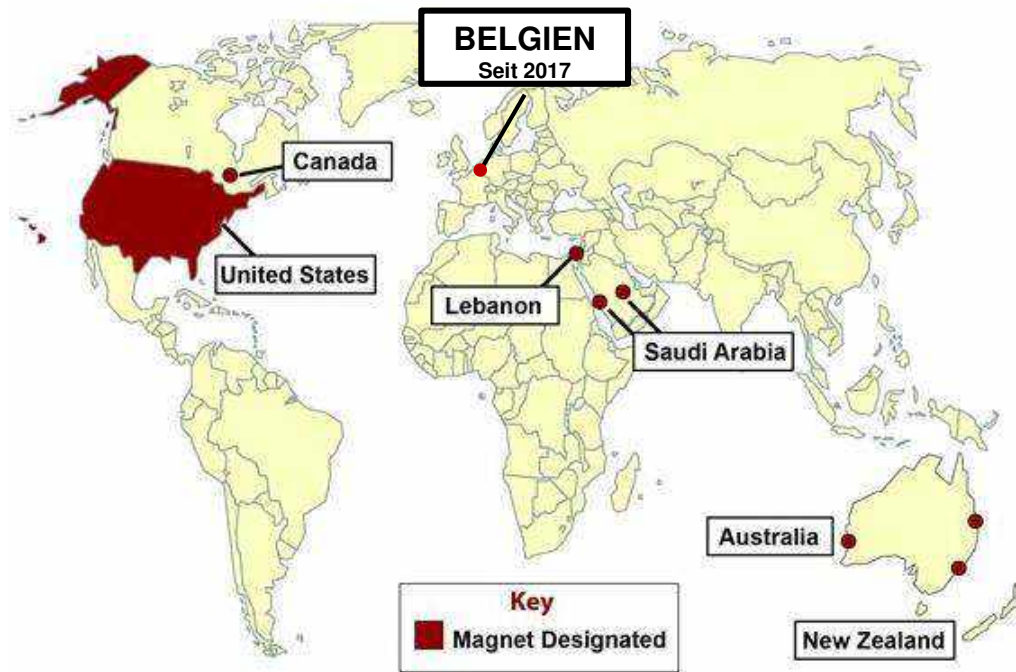 BELGIEN
Seit 2017
Canada
United States
Lebanon
Saudi Arabia
Australia
New Zealand
Key
Magnet Designated